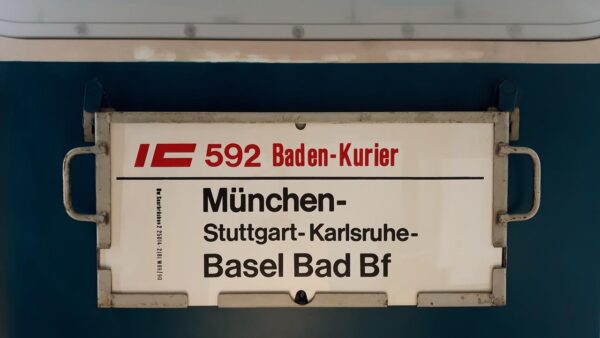 IC 592 Baden-Kurier
München-
Stuttgart-Karlsruhe-
Basel Bad Bf